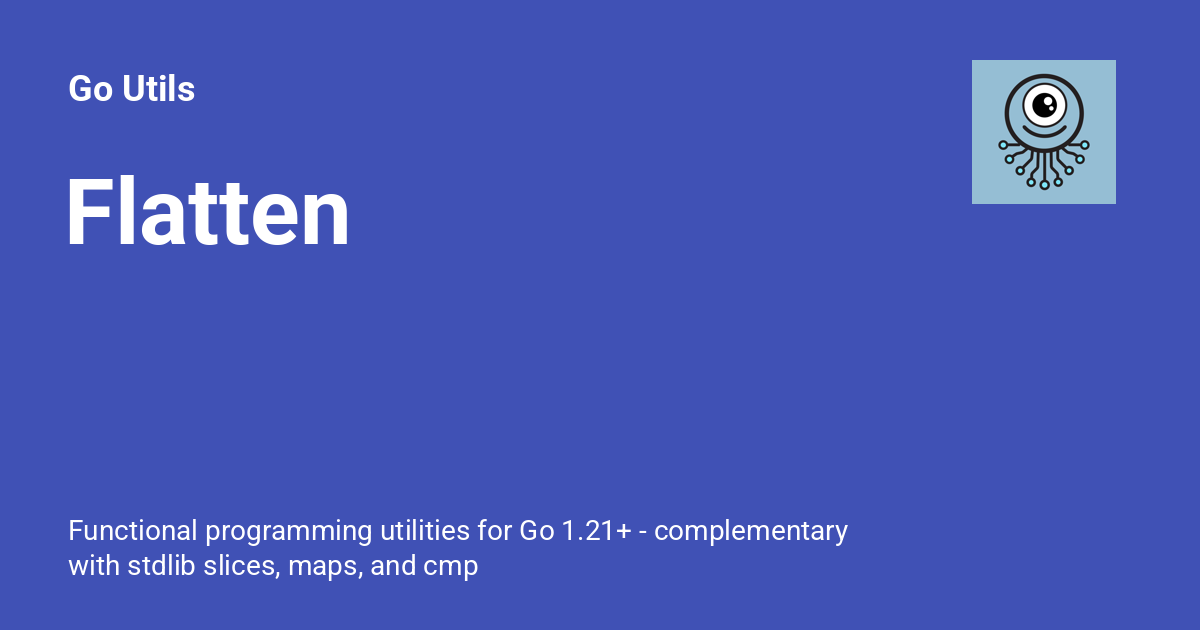 Go Utils
Flatten
Functional programming utilities for Go 1.21+ - complementary
with stdlib slices, maps, and cmp